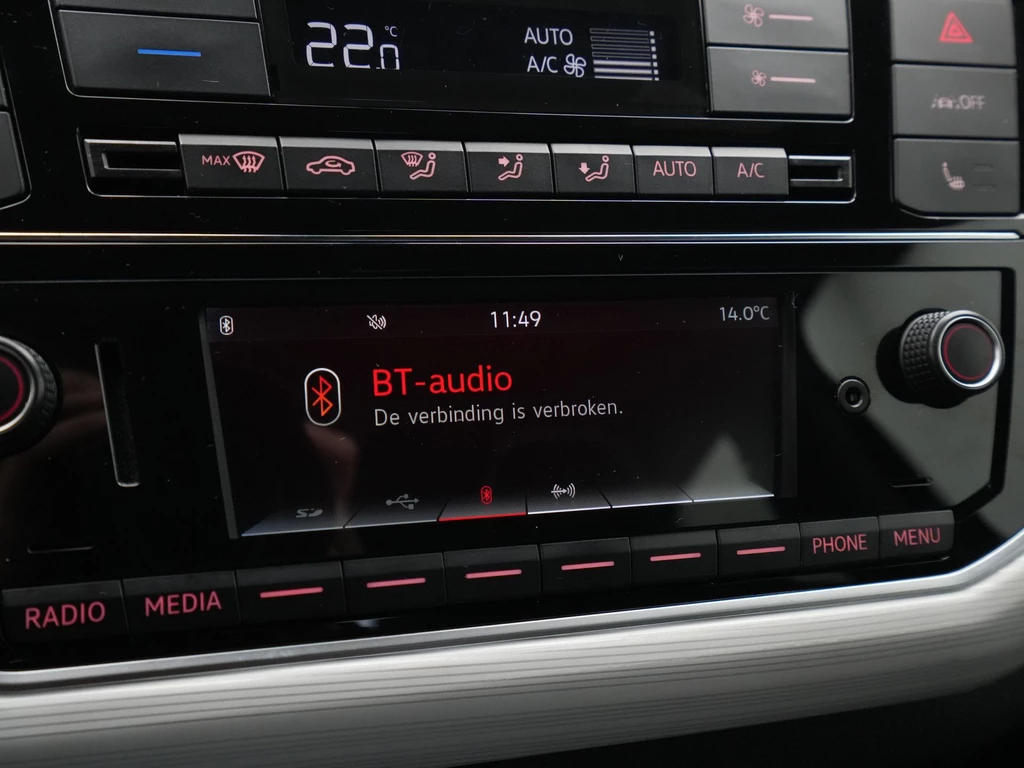 22.0 °C
AUTO
A/C
OFF
MAX
AUTO
A/C
11:49
14.0°C
BT-audio
De verbinding is verbroken.
SD
RADIO
MEDIA
PHONE
MENU